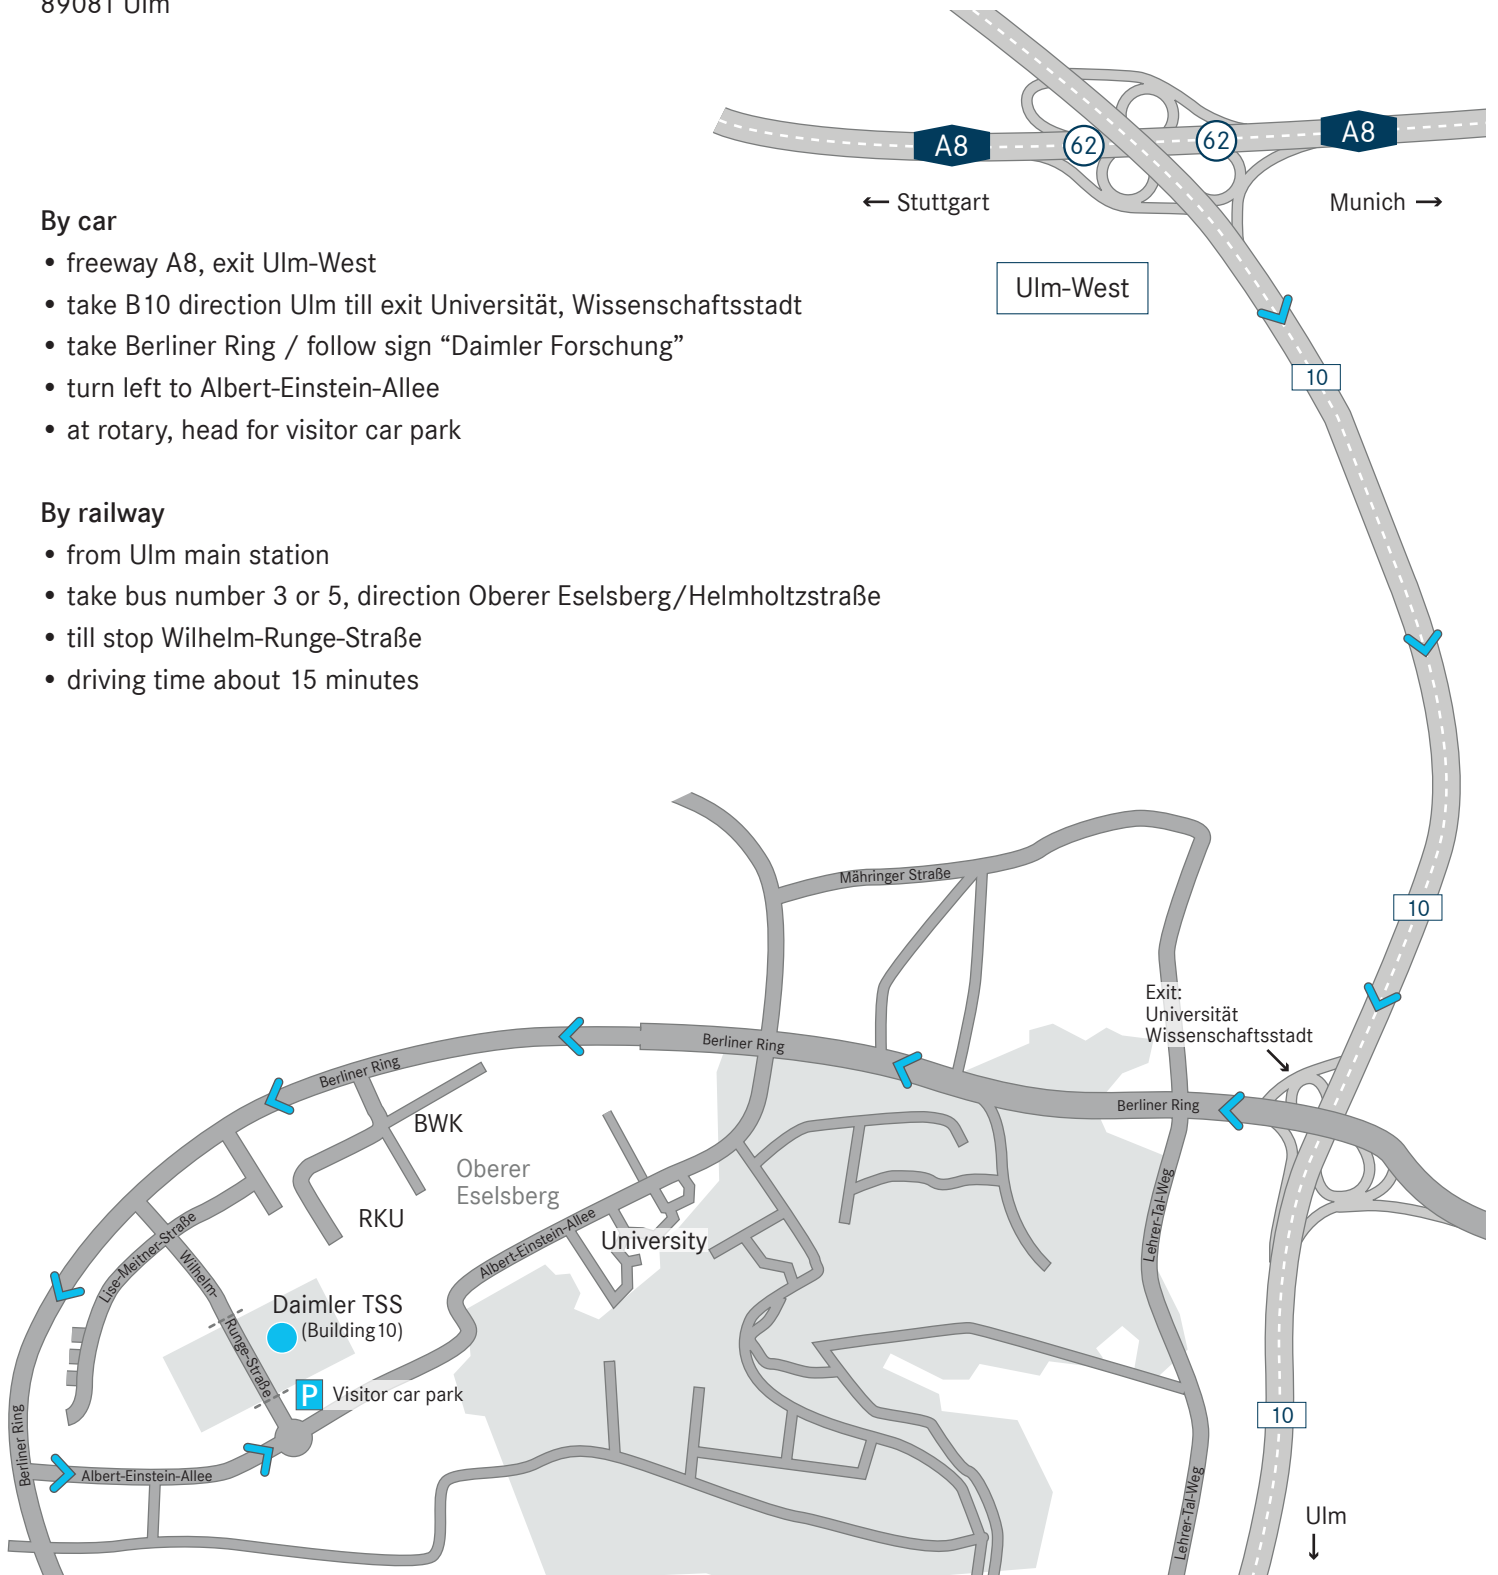 89081 Ulm
A8
62
62
A8
← Stuttgart
Munich →
Ulm-West
By car
• freeway A8, exit Ulm-West
• take B10 direction Ulm till exit Universität, Wissenschaftsstadt
• take Berliner Ring / follow sign “Daimler Forschung”
• turn left to Albert-Einstein-Allee
• at rotary, head for visitor car park
By railway
• from Ulm main station
• take bus number 3 or 5, direction Oberer Eselsberg/Helmholtzstraße
• till stop Wilhelm-Runge-Straße
• driving time about 15 minutes
10
10
Mähringer Straße
Exit:
Universität
Wissenschaftsstadt
Berliner Ring
Berliner Ring
Berliner Ring
BWK
Oberer
Eselsberg
RKU
University
Albert-Einstein-Allee
Lehrer-Tal-Weg
Lise-Meitner-Straße
Wilhelm-
Runge-Straße
Daimler TSS
(Building 10)
P Visitor car park
Berliner Ring
Albert-Einstein-Allee
10
Lehrer-Tal-Weg
Ulm
↓